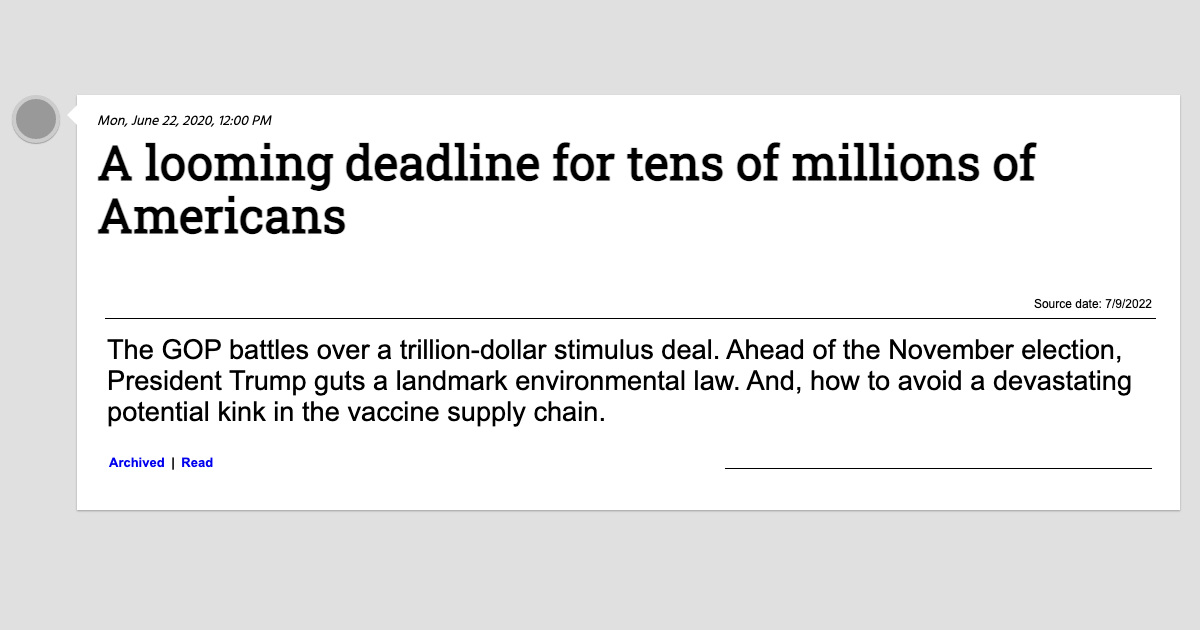 Mon, June 22, 2020, 12:00 PM
A looming deadline for tens of millions of
Americans
Source date: 7/9/2022
The GOP battles over a trillion-dollar stimulus deal. Ahead of the November election,
President Trump guts a landmark environmental law. And, how to avoid a devastating
potential kink in the vaccine supply chain.
Archived | Read